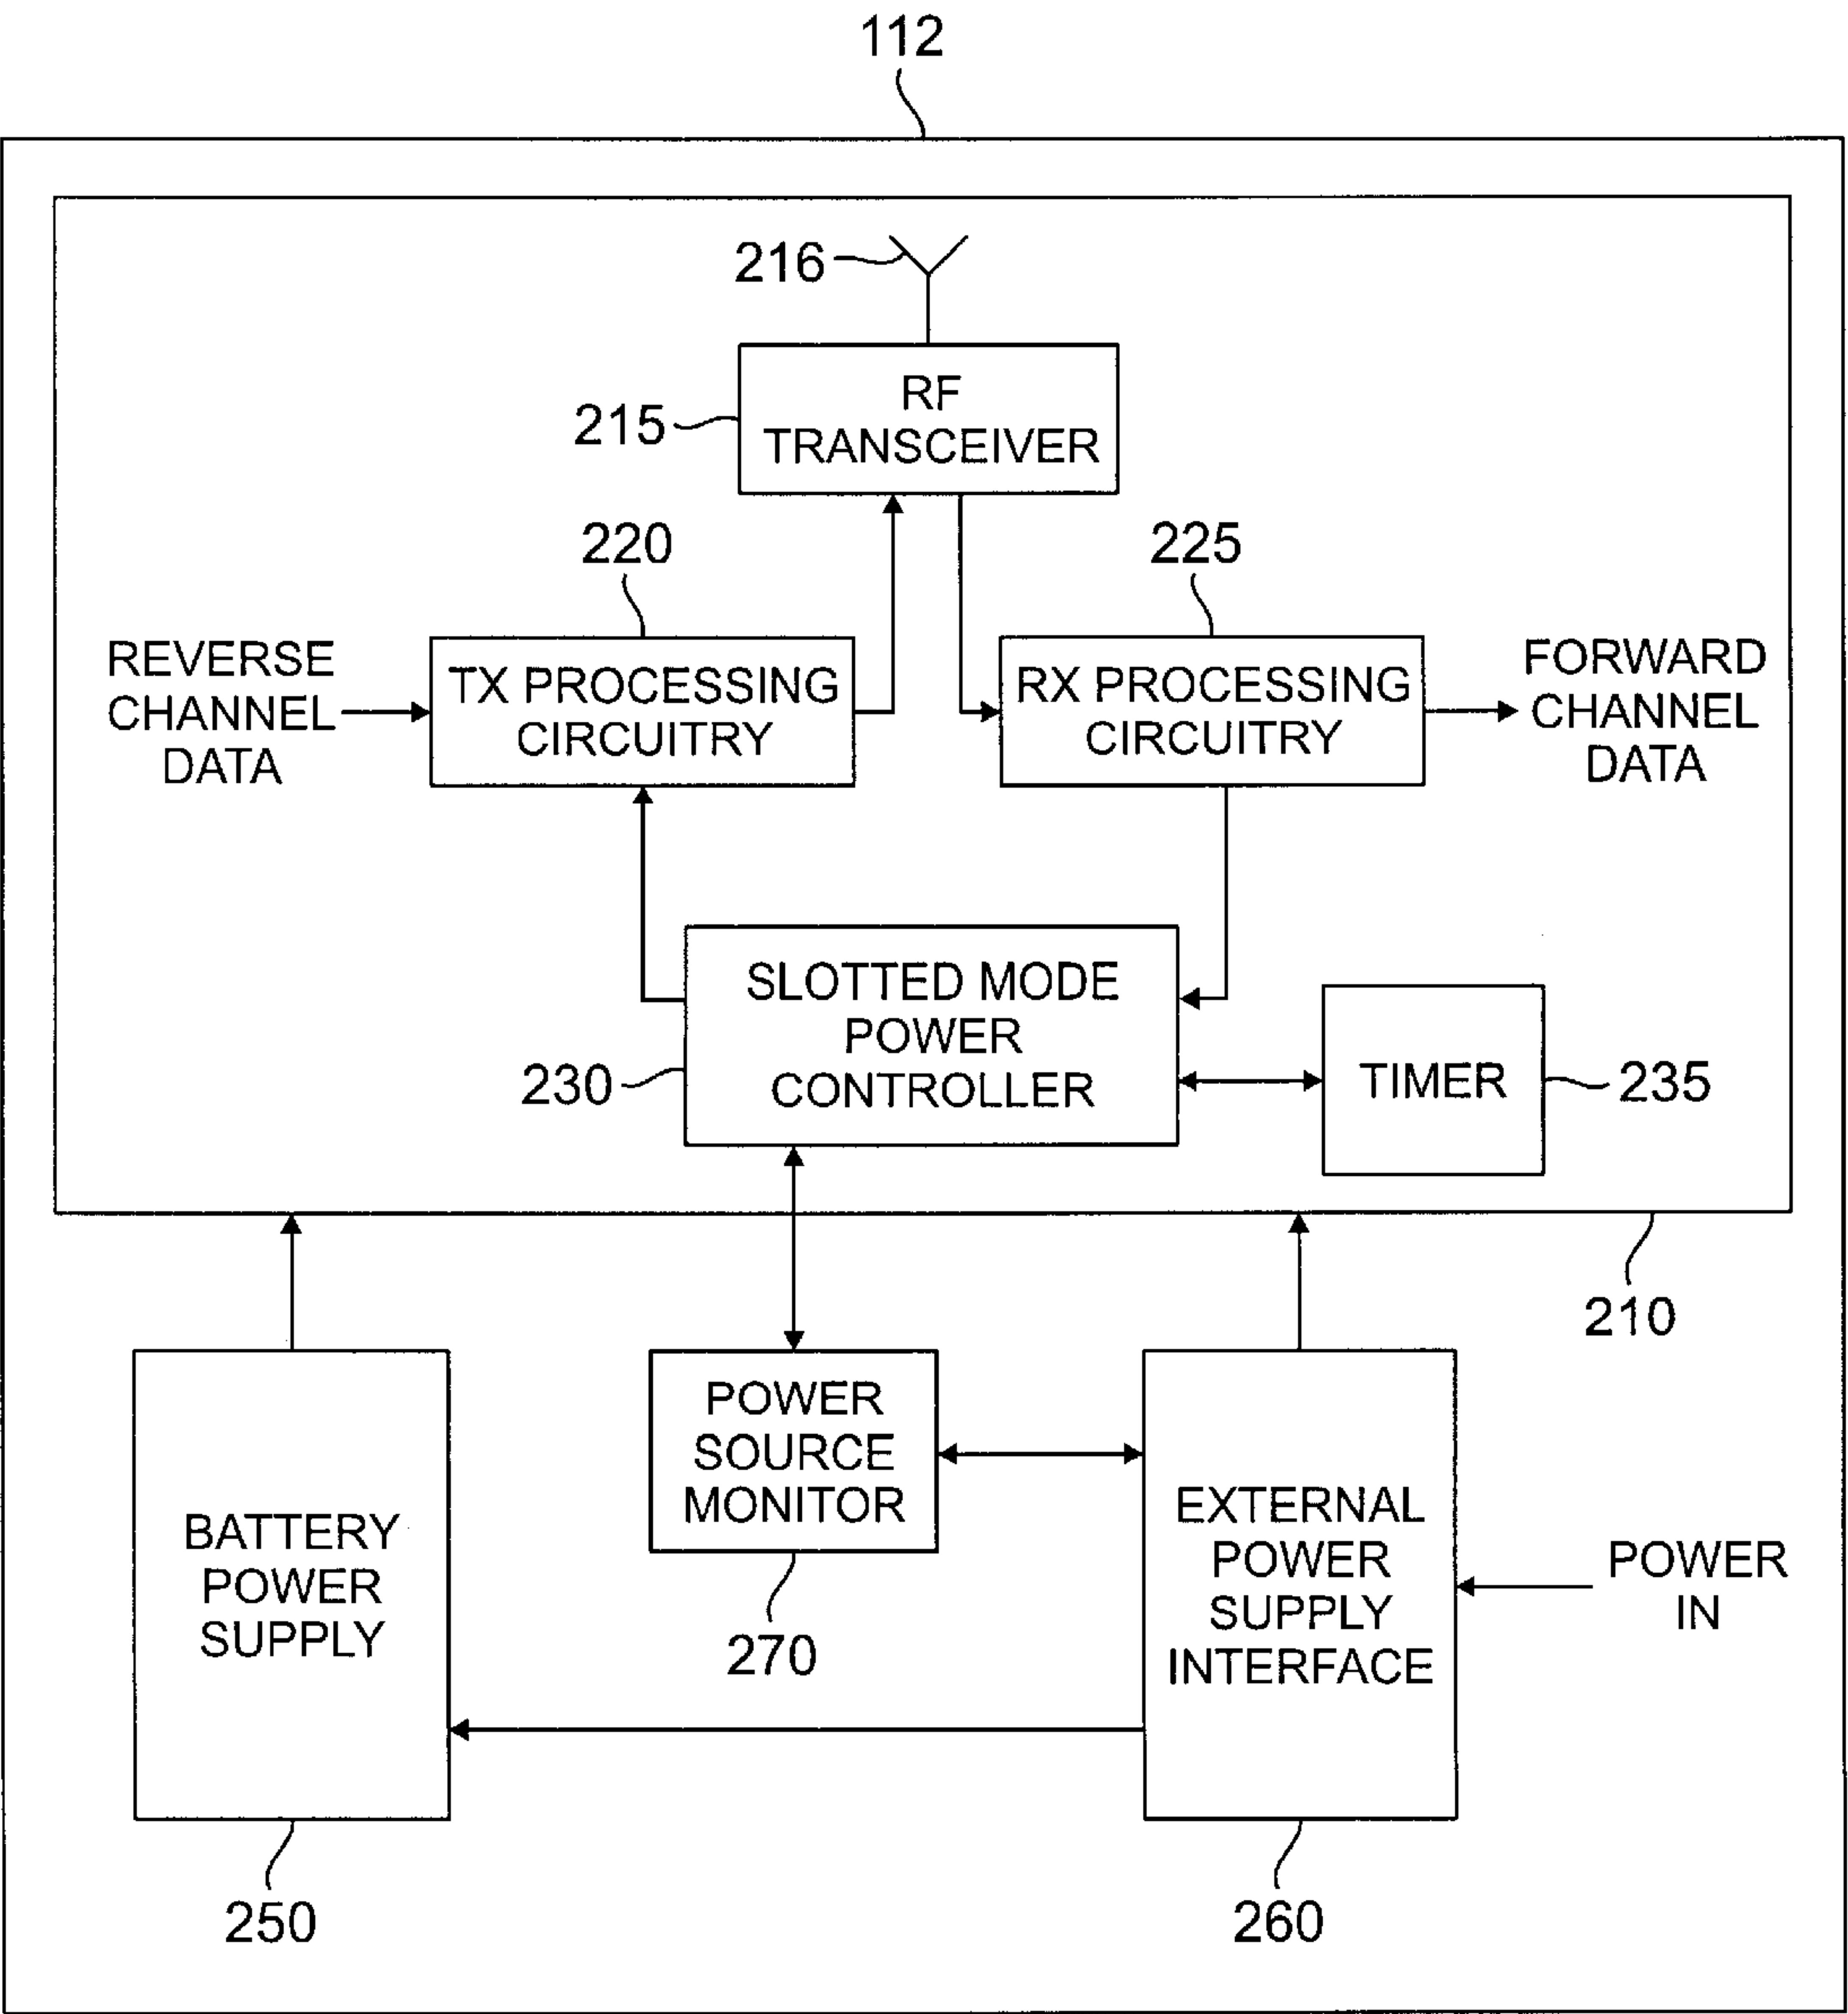 112
216
RF
TRANSCEIVER
215
220
225
REVERSE
CHANNEL
DATA
TX PROCESSING
CIRCUITRY
RX PROCESSING
CIRCUITRY
FORWARD
CHANNEL
DATA
SLOTTED MODE
POWER
CONTROLLER
230
TIMER
235
210
BATTERY
POWER
SUPPLY
POWER
SOURCE
MONITOR
EXTERNAL
POWER
SUPPLY
INTERFACE
POWER
IN
270
250
260